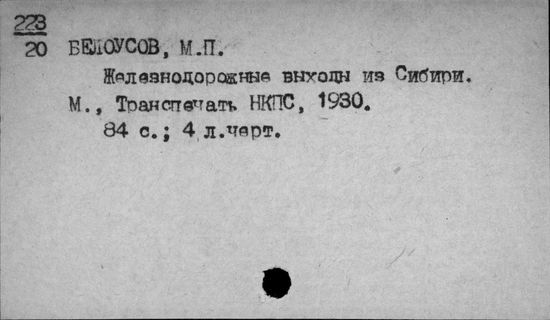 223
20 БЕЛОУСОВ, М.П.
Железнодорожные выходы из Сибири.
М., Транспечать НКПС, 1930.
84 с.; 4 л.черт.